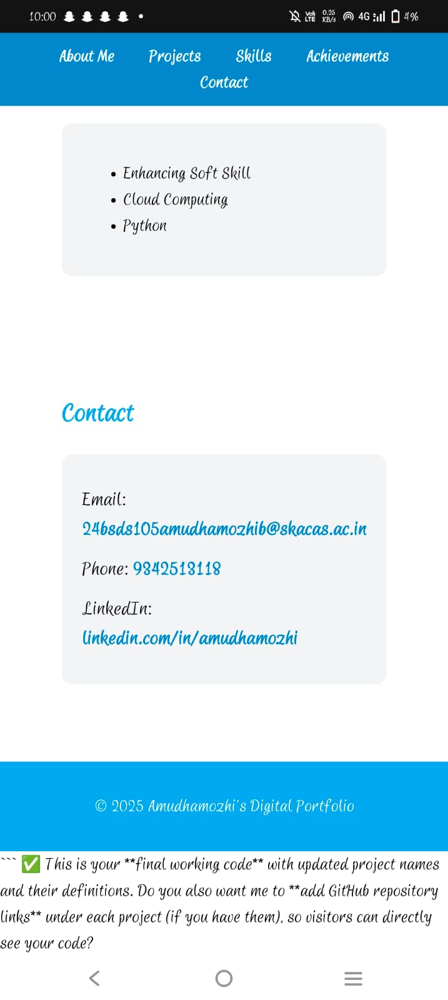 10:00 Vo)) LTE 0.25 KB/s 4G 4%
About Me Projects Skills Achievements
Contact
• Enhancing Soft Skill
• Cloud Computing
• Python
Contact
Email:
24bsds105amudhamozhib@skacas.ac.in
Phone: 9342513118
LinkedIn:
linkedin.com/in/amudhamozhi
© 2025 Amudhamozhi's Digital Portfolio
``` ✅ This is your **final working code** with updated project names
and their definitions. Do you also want me to **add GitHub repository
links** under each project (if you have them), so visitors can directly
see your code?